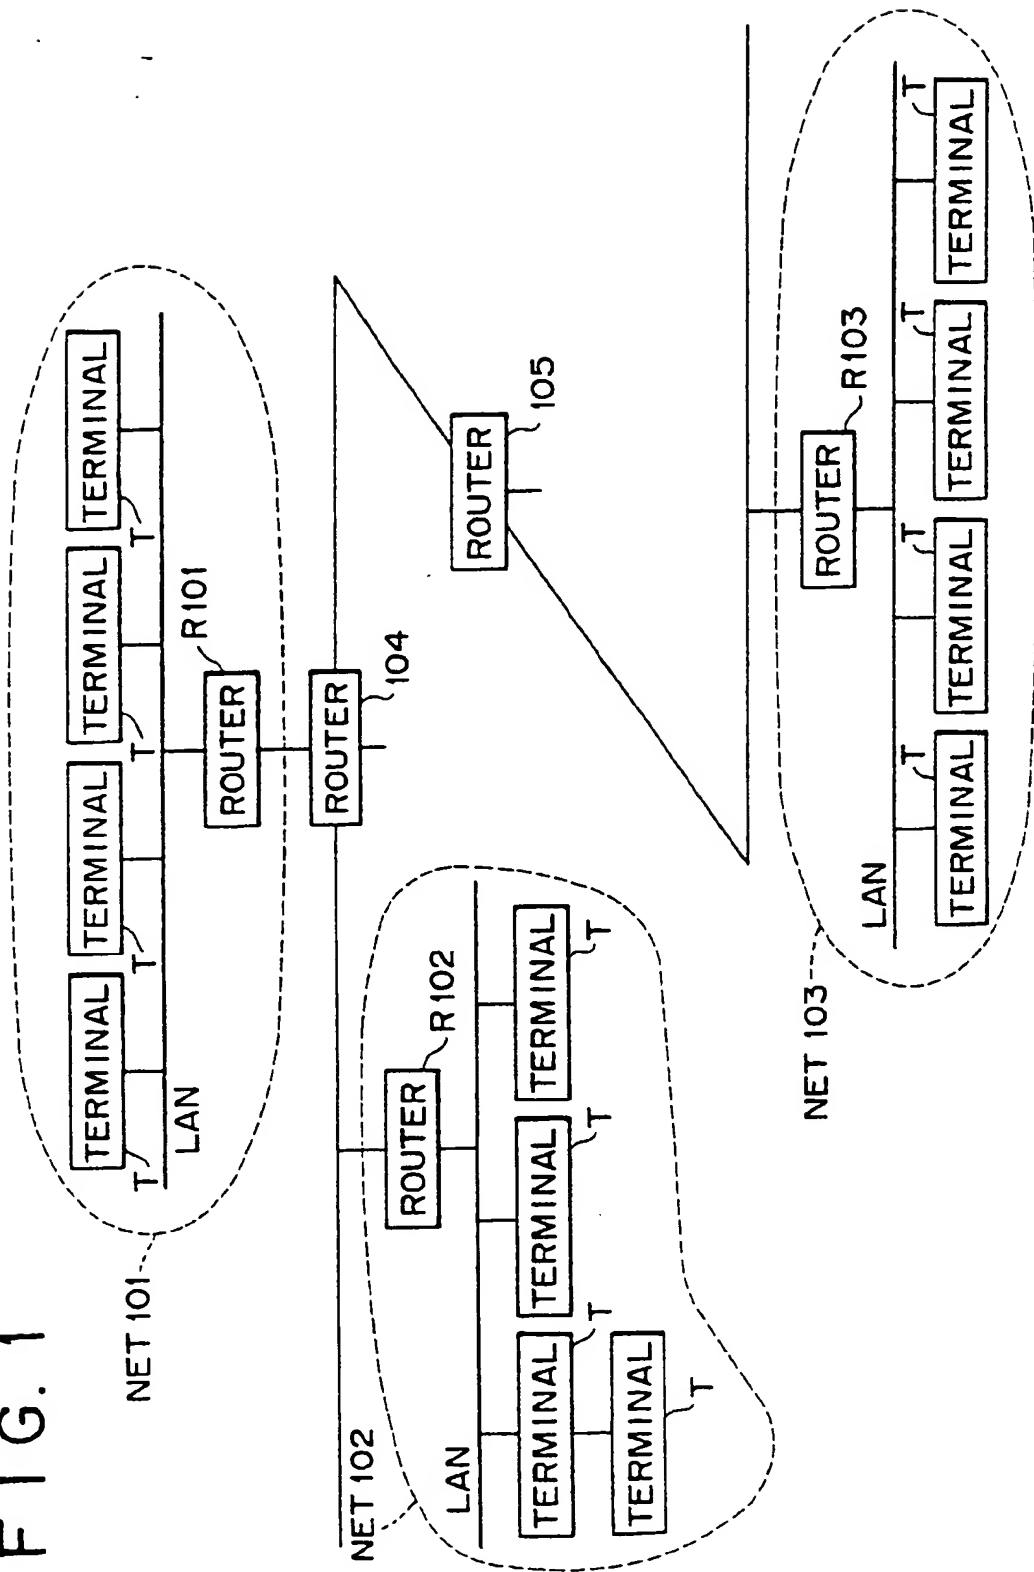 FIG. 1
NET 101
TERMINAL
T
TERMINAL
T
TERMINAL
T
TERMINAL
T
LAN
ROUTER
R101
ROUTER
104
NET 102
ROUTER
R102
LAN
TERMINAL
T
TERMINAL
T
TERMINAL
T
TERMINAL
T
ROUTER
105
NET 103
ROUTER
R103
LAN
T
TERMINAL
T
TERMINAL
T
TERMINAL
T
TERMINAL